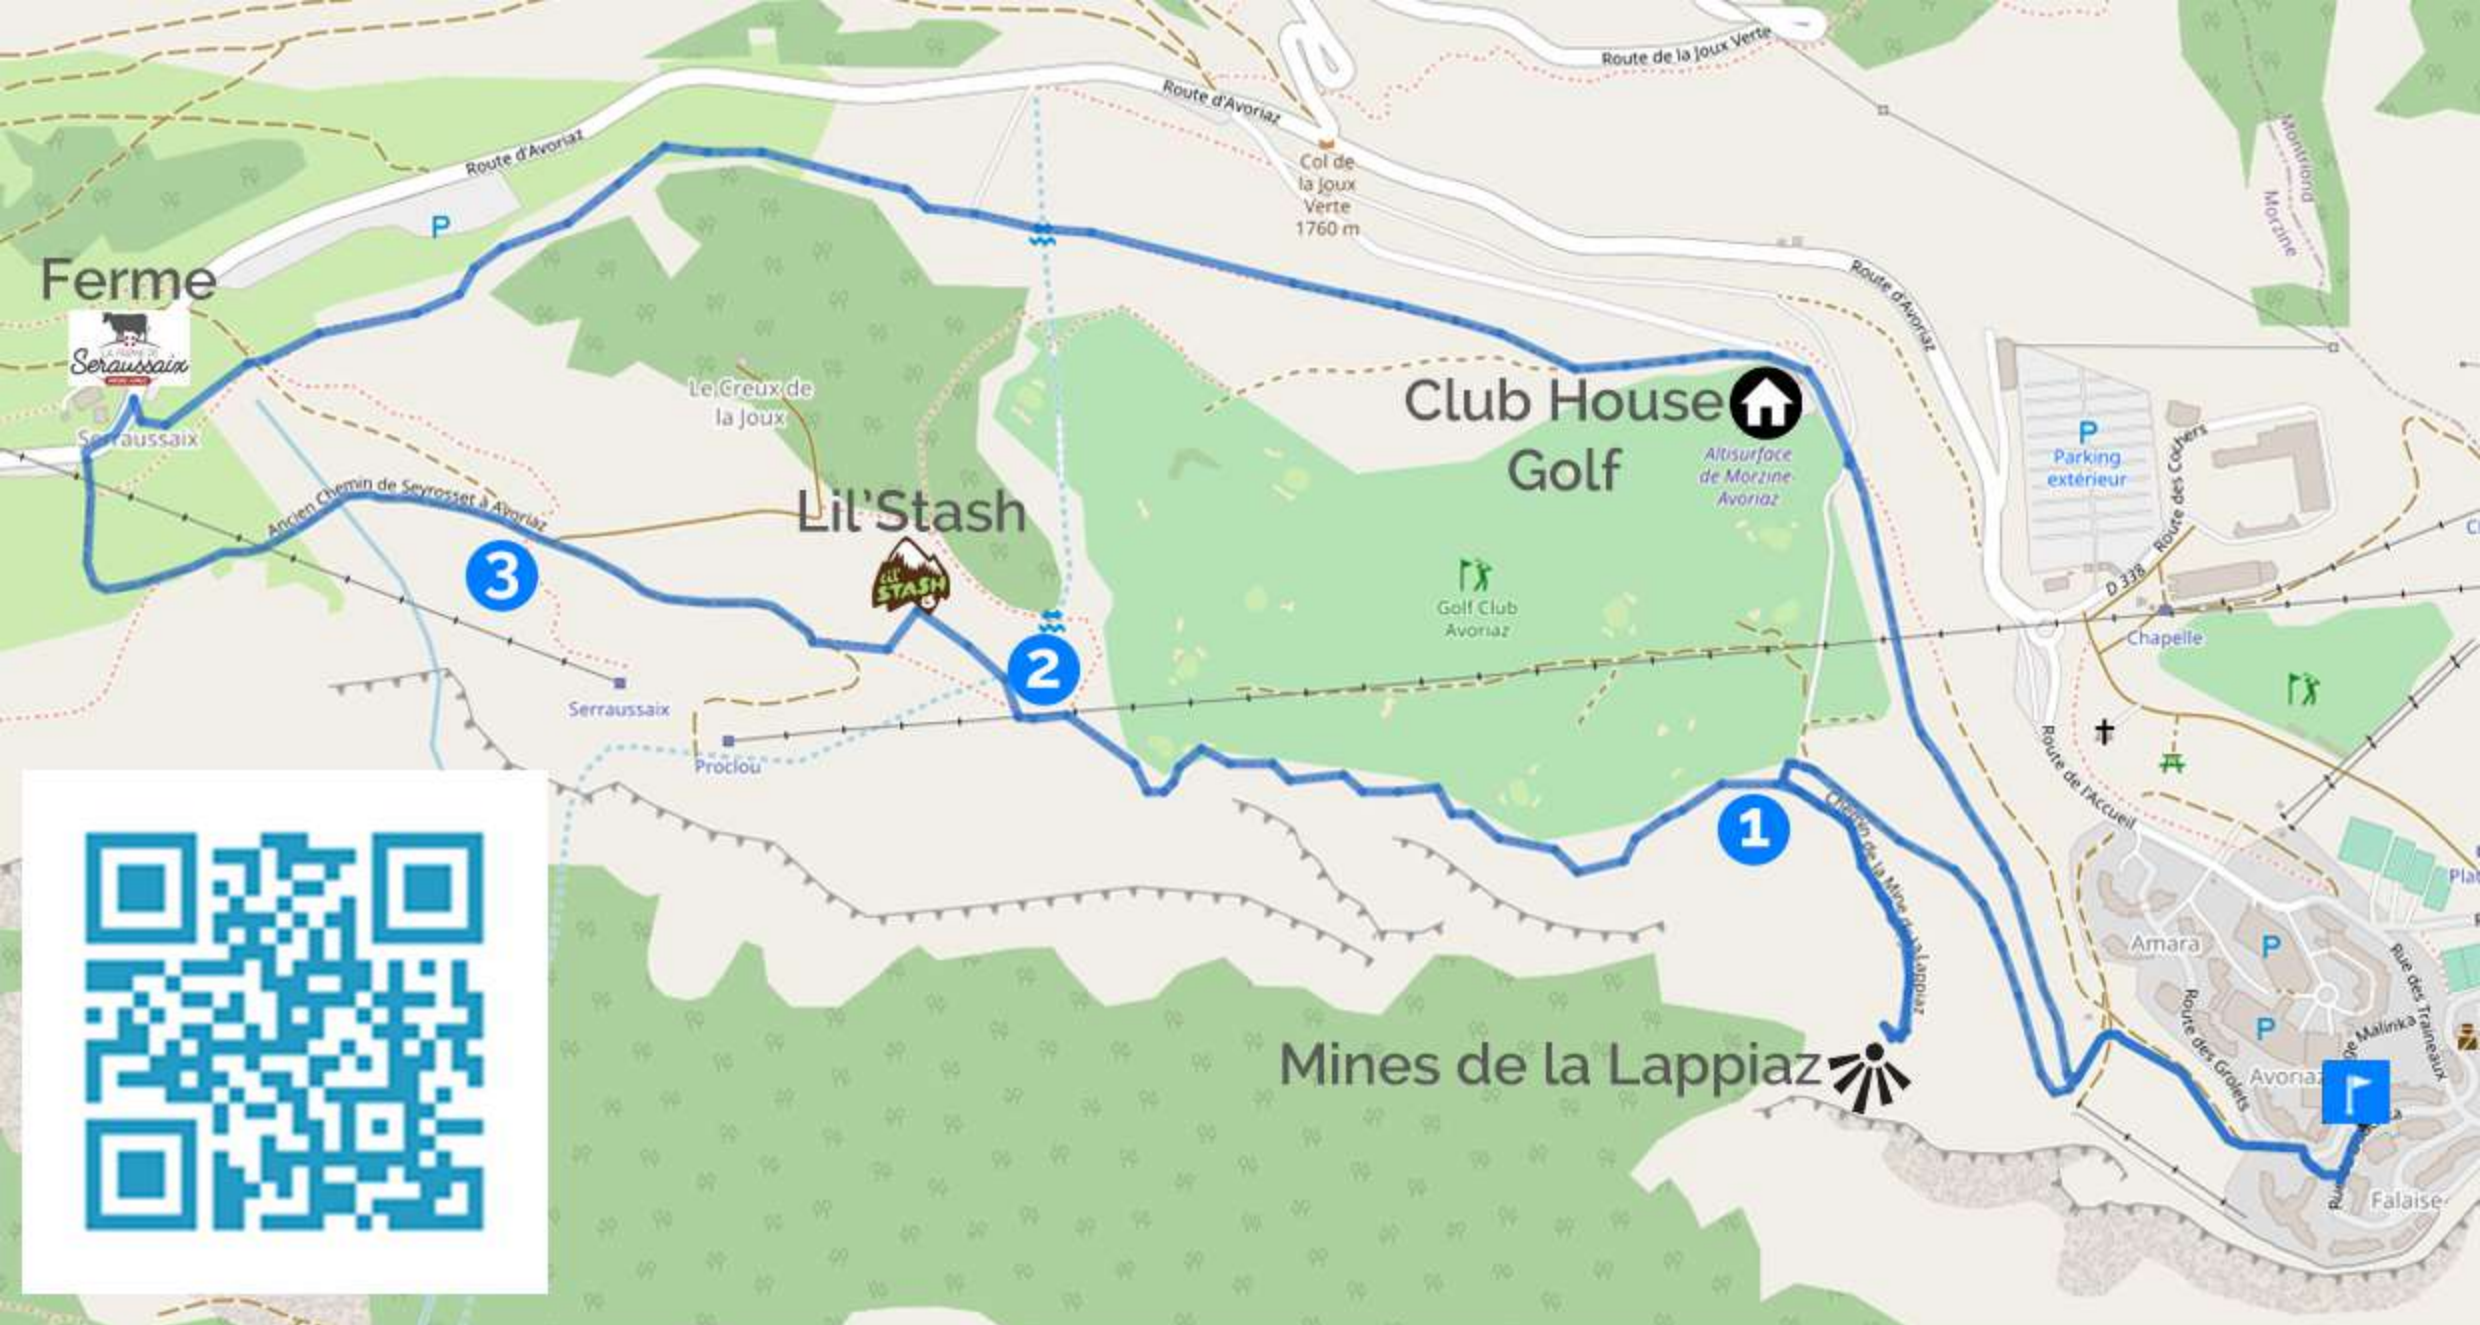 Route de la Joux Verte
Route d'Avoriaz
Route d'Avoriaz
Montriond
Morzine
Col de
la Joux
Verte
1760 m
P
Route d'Avoriaz
Ferme
LA FERME DE
Seraussaix
Serraussaix
Le Creux de
la Joux
Club House
Golf
Altisurface
de Morzine-
Avoriaz
P
Parking
extérieur
Route des Cochers
Ancien Chemin de Seyrosset à Avoriaz
Lil'Stash
LIL'
STASH
3
Golf Club
Avoriaz
D 338
Chapelle
2
Serraussaix
Proclou
Route de l'Accueil
1
Chemin de la Mine de la Lappiaz
Amara
P
Rue des Traineaux
Route des Grolets
P
Malinka
Mines de la Lappiaz
Avoriaz
Falaise